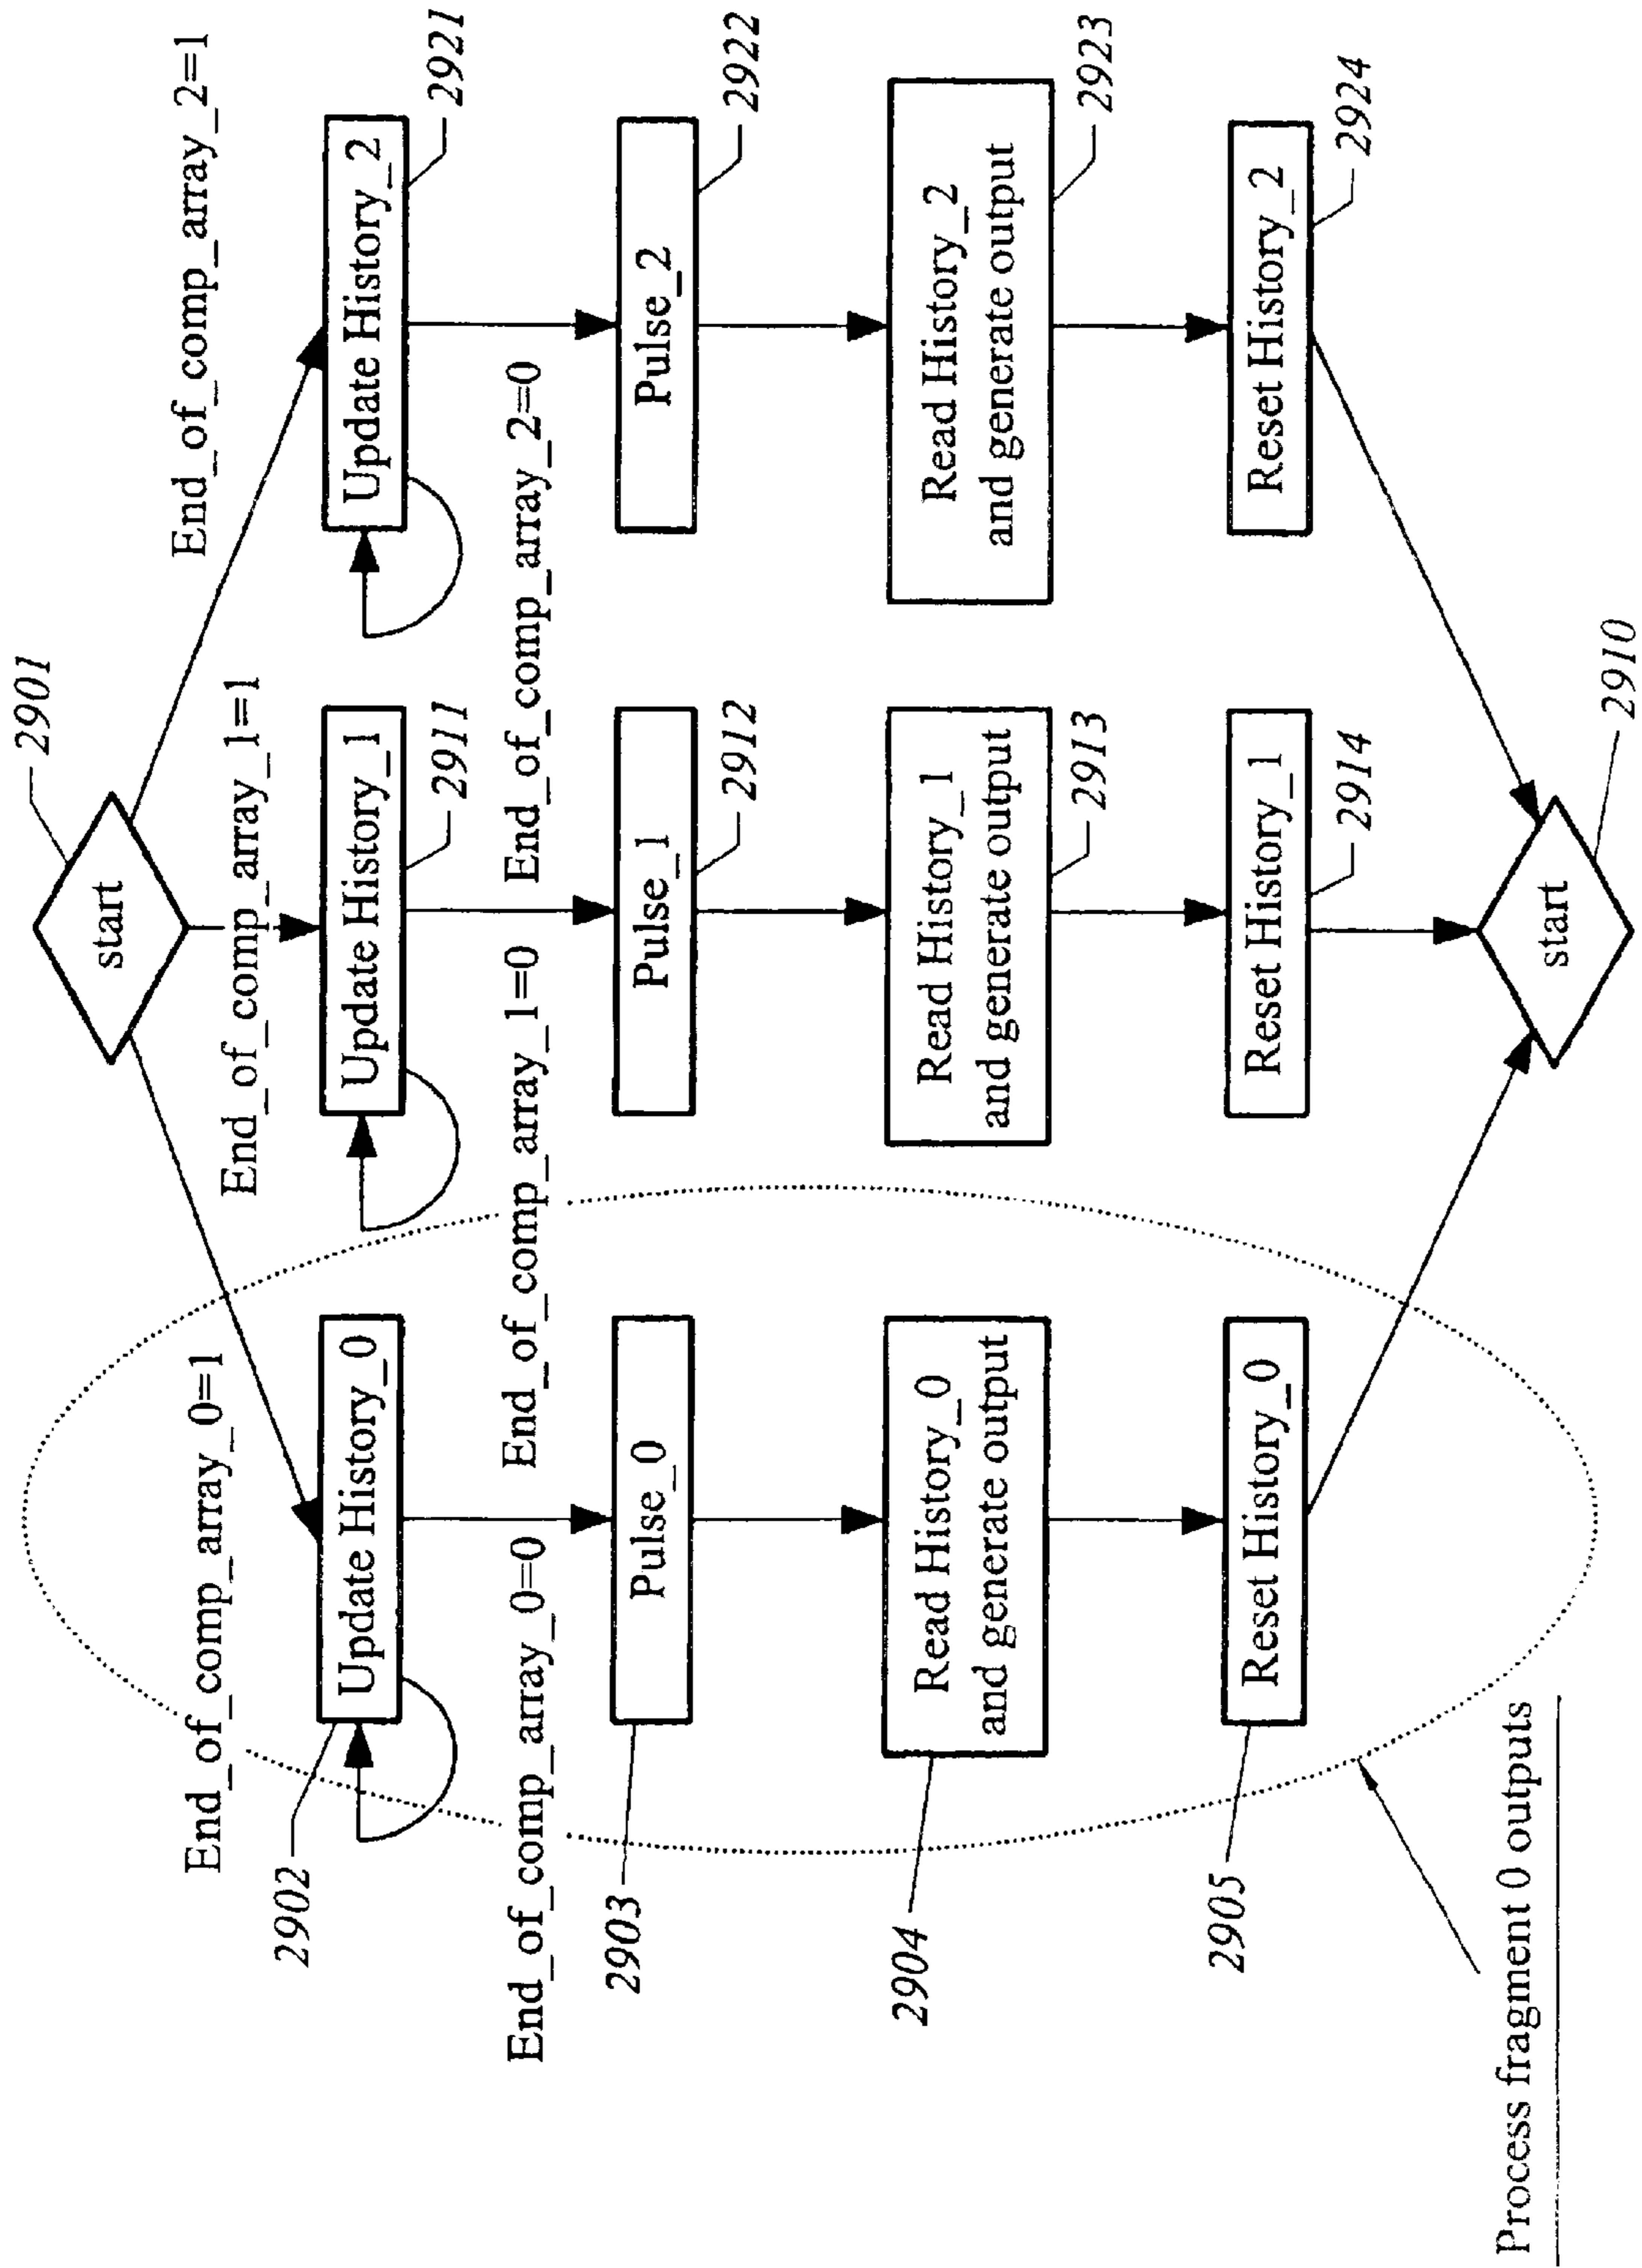 2901
start
End_of_comp_array_0=1
End_of_comp_array_1=1
End_of_comp_array_2=1
2902
Update History_0
Update History_1
2911
Update History_2
2921
End_of_comp_array_0=0
End_of_comp_array_1=0
End_of_comp_array_2=0
2903
Pulse_0
Pulse_1
2912
Pulse_2
2922
2904
Read History_0
and generate output
Read History_1
and generate output
2913
Read History_2
and generate output
2923
2905
Reset History_0
Reset History_1
2914
Reset History_2
2924
Process fragment 0 outputs
start
2910